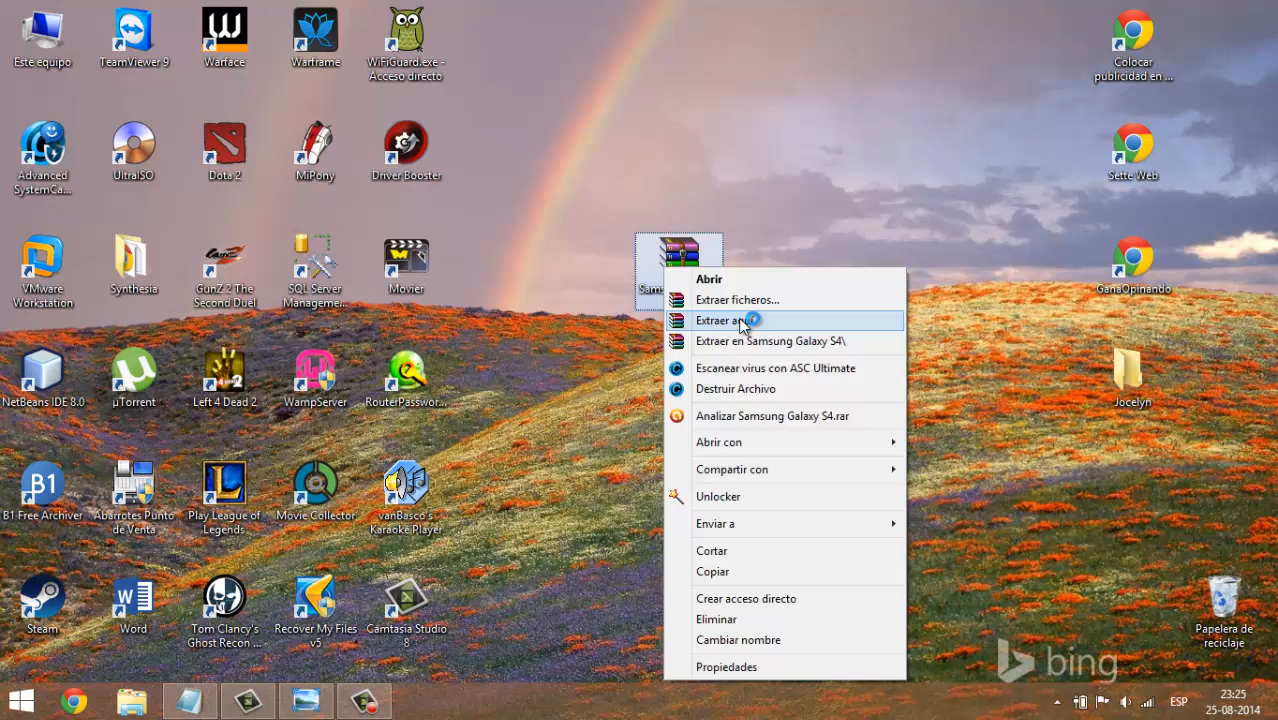 Este equipo
TeamViewer 9
Warface
Warframe
WiFiGuard.exe -
Acceso directo
Colocar
publicidad en ...
Advanced
SystemCa...
UltraISO
Dota 2
MiPony
Driver Booster
Sette Web
VMware
Workstation
Synthesia
GunZ 2 The
Second Duel
SQL Server
Manageme...
Movier
GanaOpinando
NetBeans IDE 8.0
µTorrent
Left 4 Dead 2
WampServer
RouterPasswor...
Jocelyn
B1 Free Archiver
Abarrotes Punto
de Venta
Play League of
Legends
Movie Collector
vanBasco's
Karaoke Player
Steam
Word
Tom Clancy's
Ghost Recon ...
Recover My Files
v5
Camtasia Studio
8
Papelera de
reciclaje
Abrir
Extraer ficheros...
Extraer
Extraer en Samsung Galaxy S4\
Escanear virus con ASC Ultimate
Destruir Archivo
Analizar Samsung Galaxy S4.rar
Abrir con
Compartir con
Unlocker
Enviar a
Cortar
Copiar
Crear acceso directo
Eliminar
Cambiar nombre
Propiedades
bing
ESP
23:25
25-08-2014